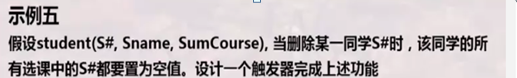 示例五
假设student(S#, Sname, SumCourse), 当删除某一同学S#时，该同学的所
有选课中的S#都要置为空值。设计一个触发器完成上述功能